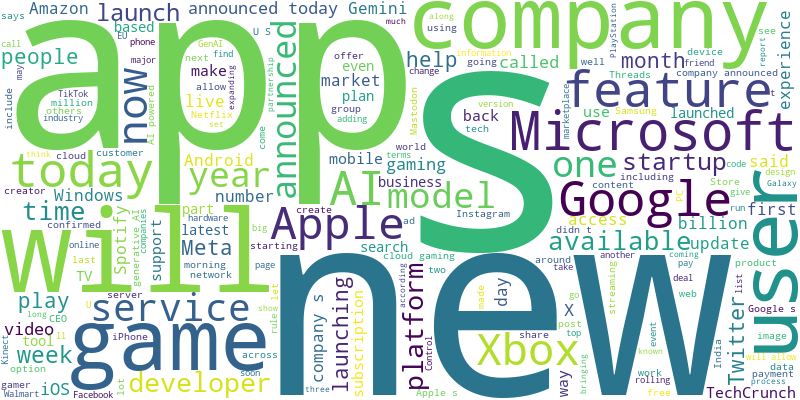 Amazon
launch
announced today
Gemini
company
says
EU
phone
based
U S
GenAI
much
along
using
call
people
major
find
help
month
called
device
going
well
information
PlayStation
report
see
experience
may
now
make
allow
next
market
even
offer
change
friend
Threads
company announced
t
include
TikTok
million
others
industry
AI powered
live
Netflix
set
expanding
partnership
announced
plan
group
adding
Mastodon
back
tech
version
marketplace
feature
use
launched
Samsung
app
s
cloud
customer
Android
come
mobile
world
terms
gaming
Microsoft
think
today
year
AI
model
business
one
startup
said
code
design
Store
give
Galaxy
creator
Windows
number
including
content
PC
run
first
time
part
hardware
create
Apple
ad
Instagram
didn t
Google
access
billion
confirmed
generative AI
companies
Spotify
support
latest
Meta
big
search
available
update
user
online
last
TV
morning
network
starting
page
cloud gaming
two
around
take
another
streaming
coming
pay
deal
web
product
will
new
play
long
CEO
server
U
let
show
rule
launching
company s
subscription
according
platform
made
day
X
go
post
top
Twitter
list
Google s
image
video
tool
ll
service
game
iPhone
across
soon
share
Xbox
way
bringing
event
known
India
will allow
data
Kinect
week
option
iOS
developer
gamer
Walmart
Facebook
lot
three
Control
Apple s
work
rolling
free
payment
process
TechCrunch